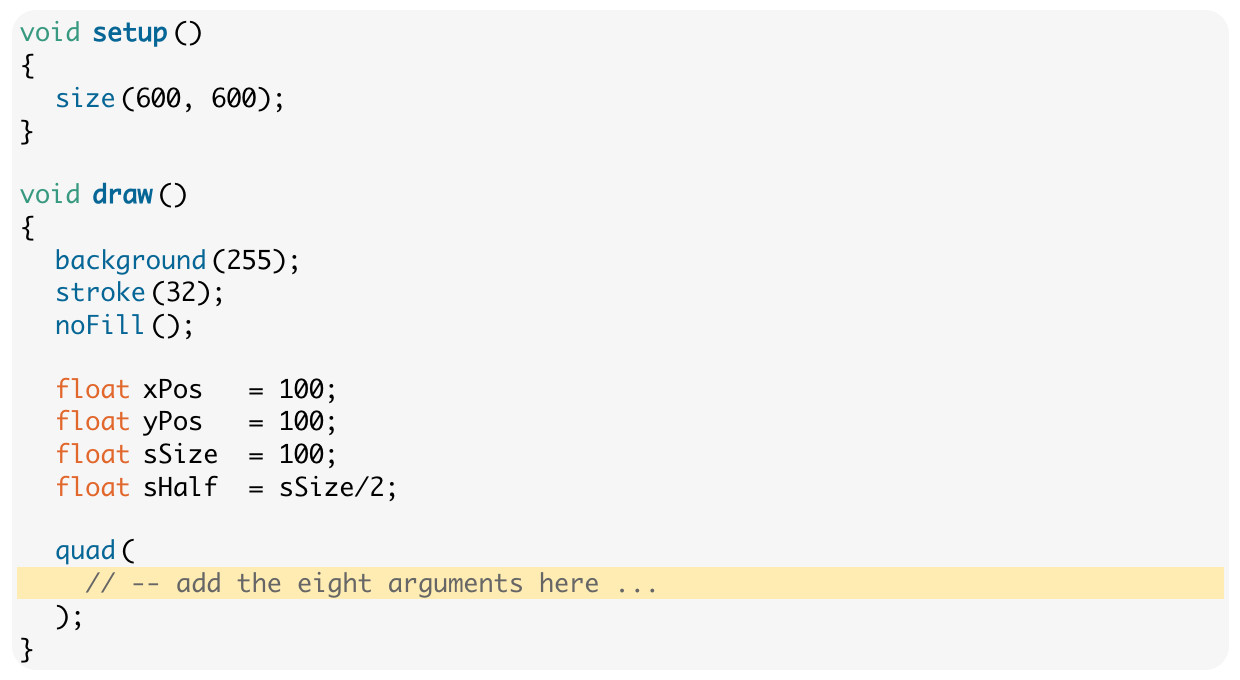 void setup()
{
  size(600, 600);
}

void draw()
{
  background(255);
  stroke(32);
  noFill();

  float xPos   = 100;
  float yPos   = 100;
  float sSize  = 100;
  float sHalf  = sSize/2;

  quad(
    // -- add the eight arguments here ...
  );
}